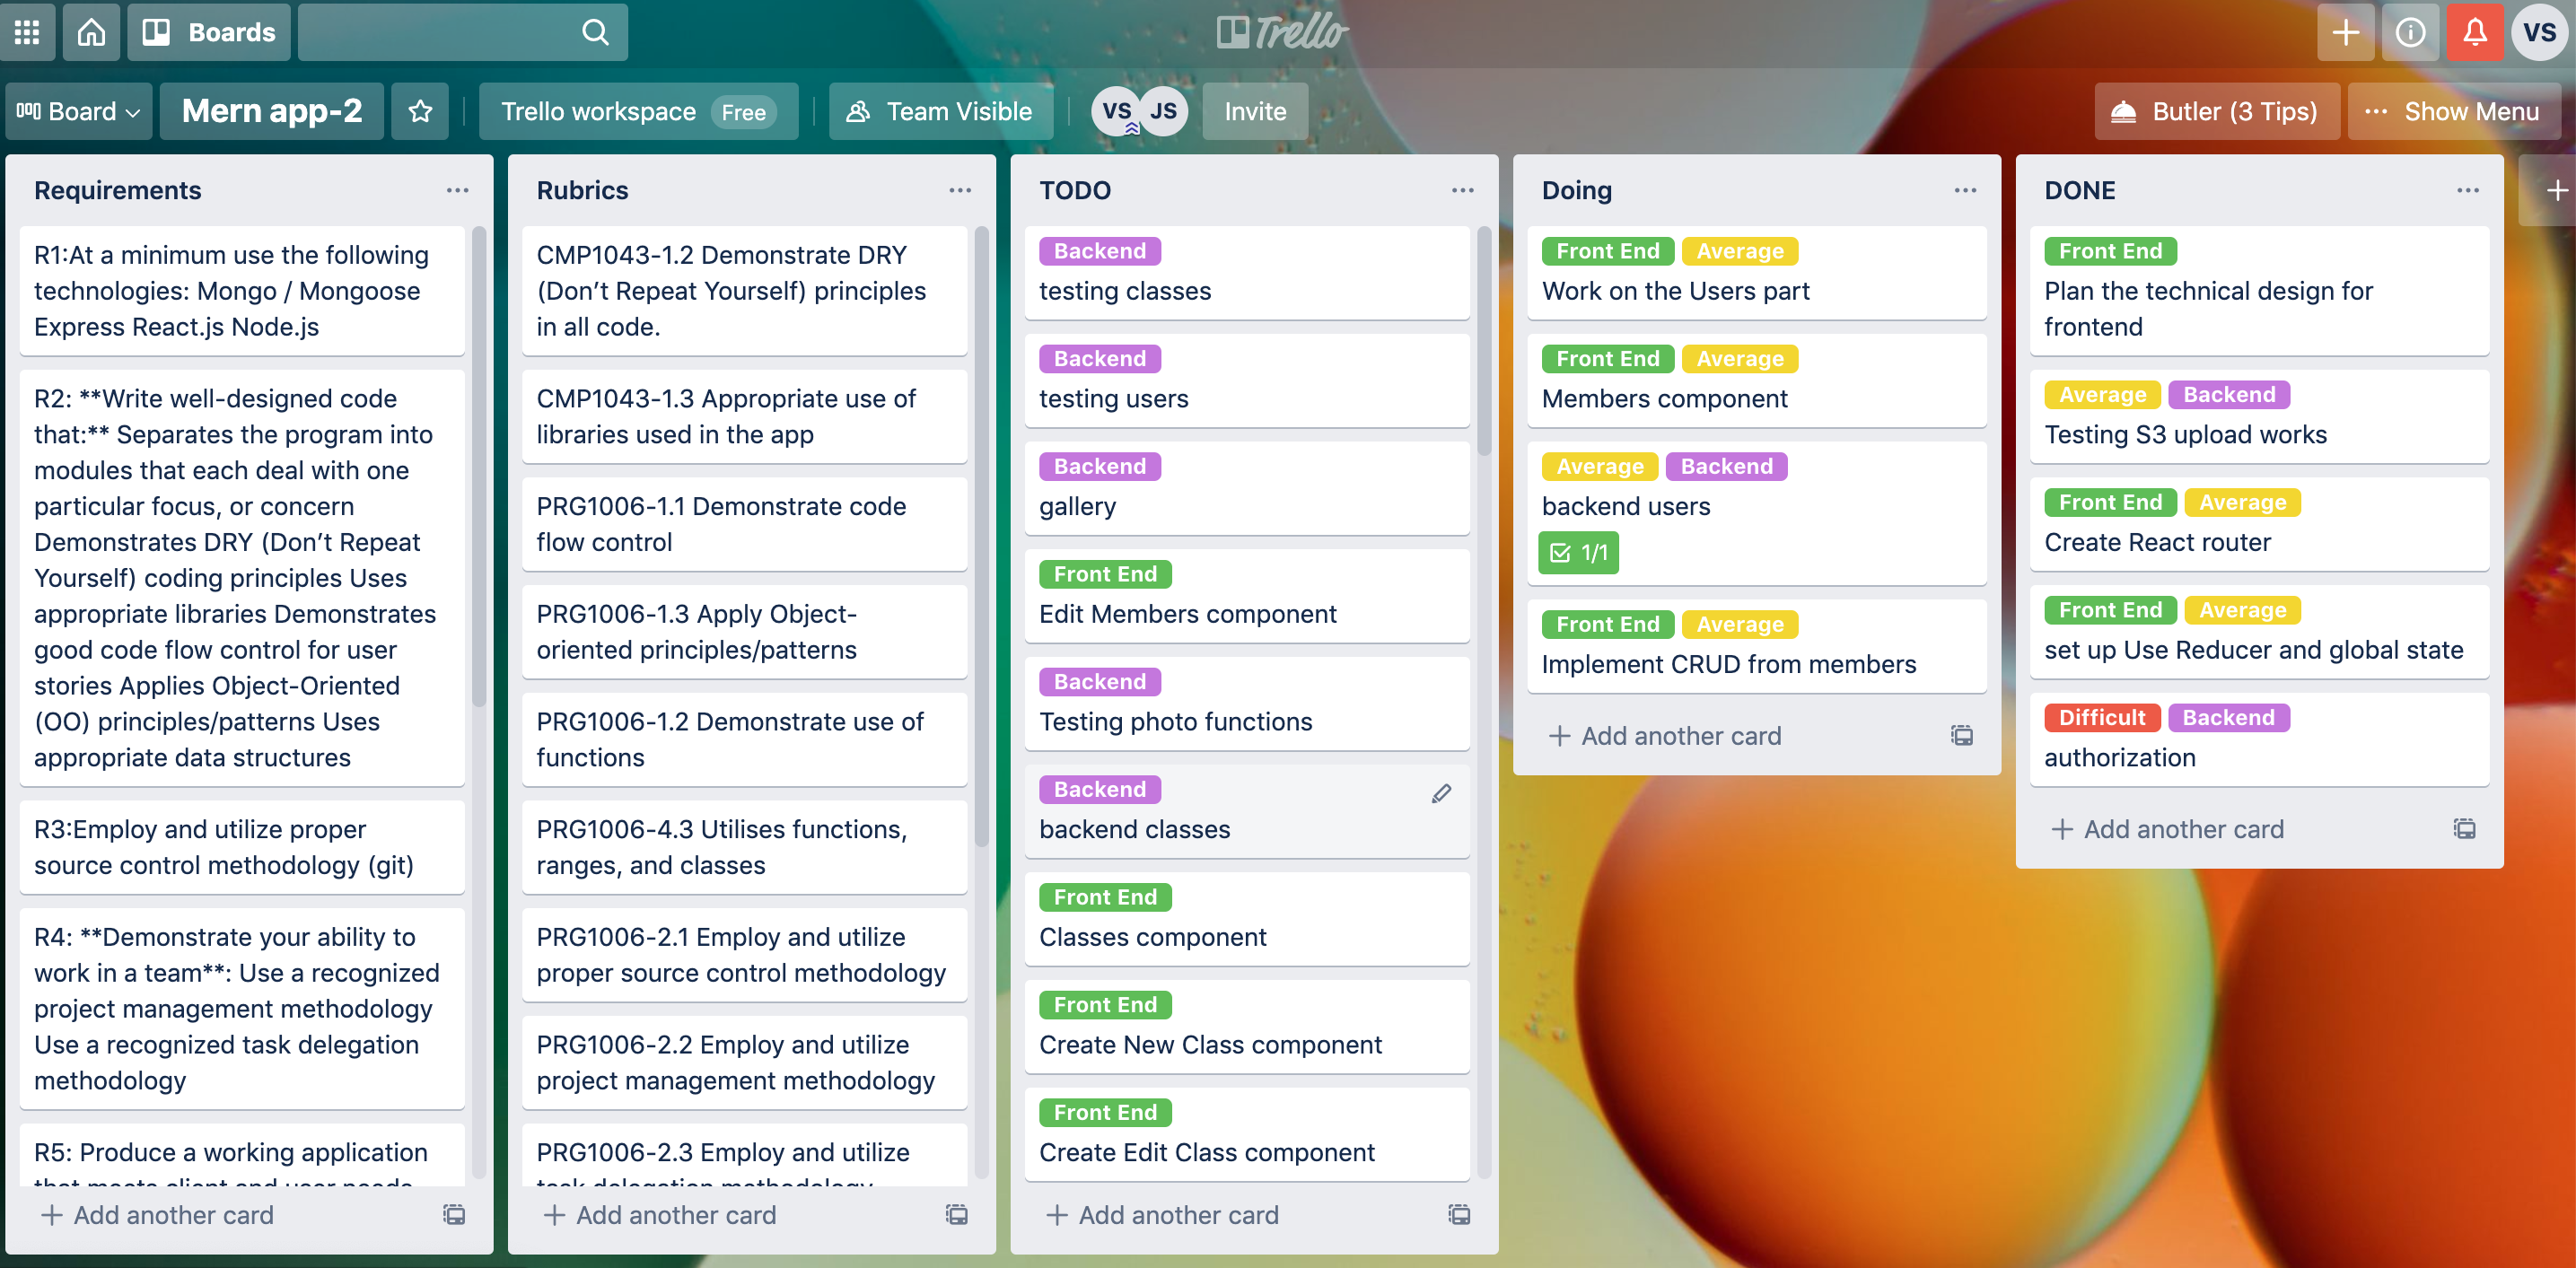 Boards
Trello
VS
Board
Mern app-2
Trello workspace Free
Team Visible
VS JS
Invite
Butler (3 Tips)
... Show Menu
Requirements
R1:At a minimum use the following
technologies: Mongo / Mongoose
Express React.js Node.js
R2: **Write well-designed code
that:** Separates the program into
modules that each deal with one
particular focus, or concern
Demonstrates DRY (Don’t Repeat
Yourself) coding principles Uses
appropriate libraries Demonstrates
good code flow control for user
stories Applies Object-Oriented
(OO) principles/patterns Uses
appropriate data structures
R3:Employ and utilize proper
source control methodology (git)
R4: **Demonstrate your ability to
work in a team**: Use a recognized
project management methodology
Use a recognized task delegation
methodology
R5: Produce a working application
that meets client and user needs
+ Add another card
Rubrics
CMP1043-1.2 Demonstrate DRY
(Don’t Repeat Yourself) principles
in all code.
CMP1043-1.3 Appropriate use of
libraries used in the app
PRG1006-1.1 Demonstrate code
flow control
PRG1006-1.3 Apply Object-
oriented principles/patterns
PRG1006-1.2 Demonstrate use of
functions
PRG1006-4.3 Utilises functions,
ranges, and classes
PRG1006-2.1 Employ and utilize
proper source control methodology
PRG1006-2.2 Employ and utilize
project management methodology
PRG1006-2.3 Employ and utilize
task delegation methodology
+ Add another card
TODO
Backend
testing classes
Backend
testing users
Backend
gallery
Front End
Edit Members component
Backend
Testing photo functions
Backend
backend classes
Front End
Classes component
Front End
Create New Class component
Front End
Create Edit Class component
+ Add another card
Doing
Front End Average
Work on the Users part
Front End Average
Members component
Average Backend
backend users
1/1
Front End Average
Implement CRUD from members
+ Add another card
DONE
Front End
Plan the technical design for
frontend
Average Backend
Testing S3 upload works
Front End Average
Create React router
Front End Average
set up Use Reducer and global state
Difficult Backend
authorization
+ Add another card